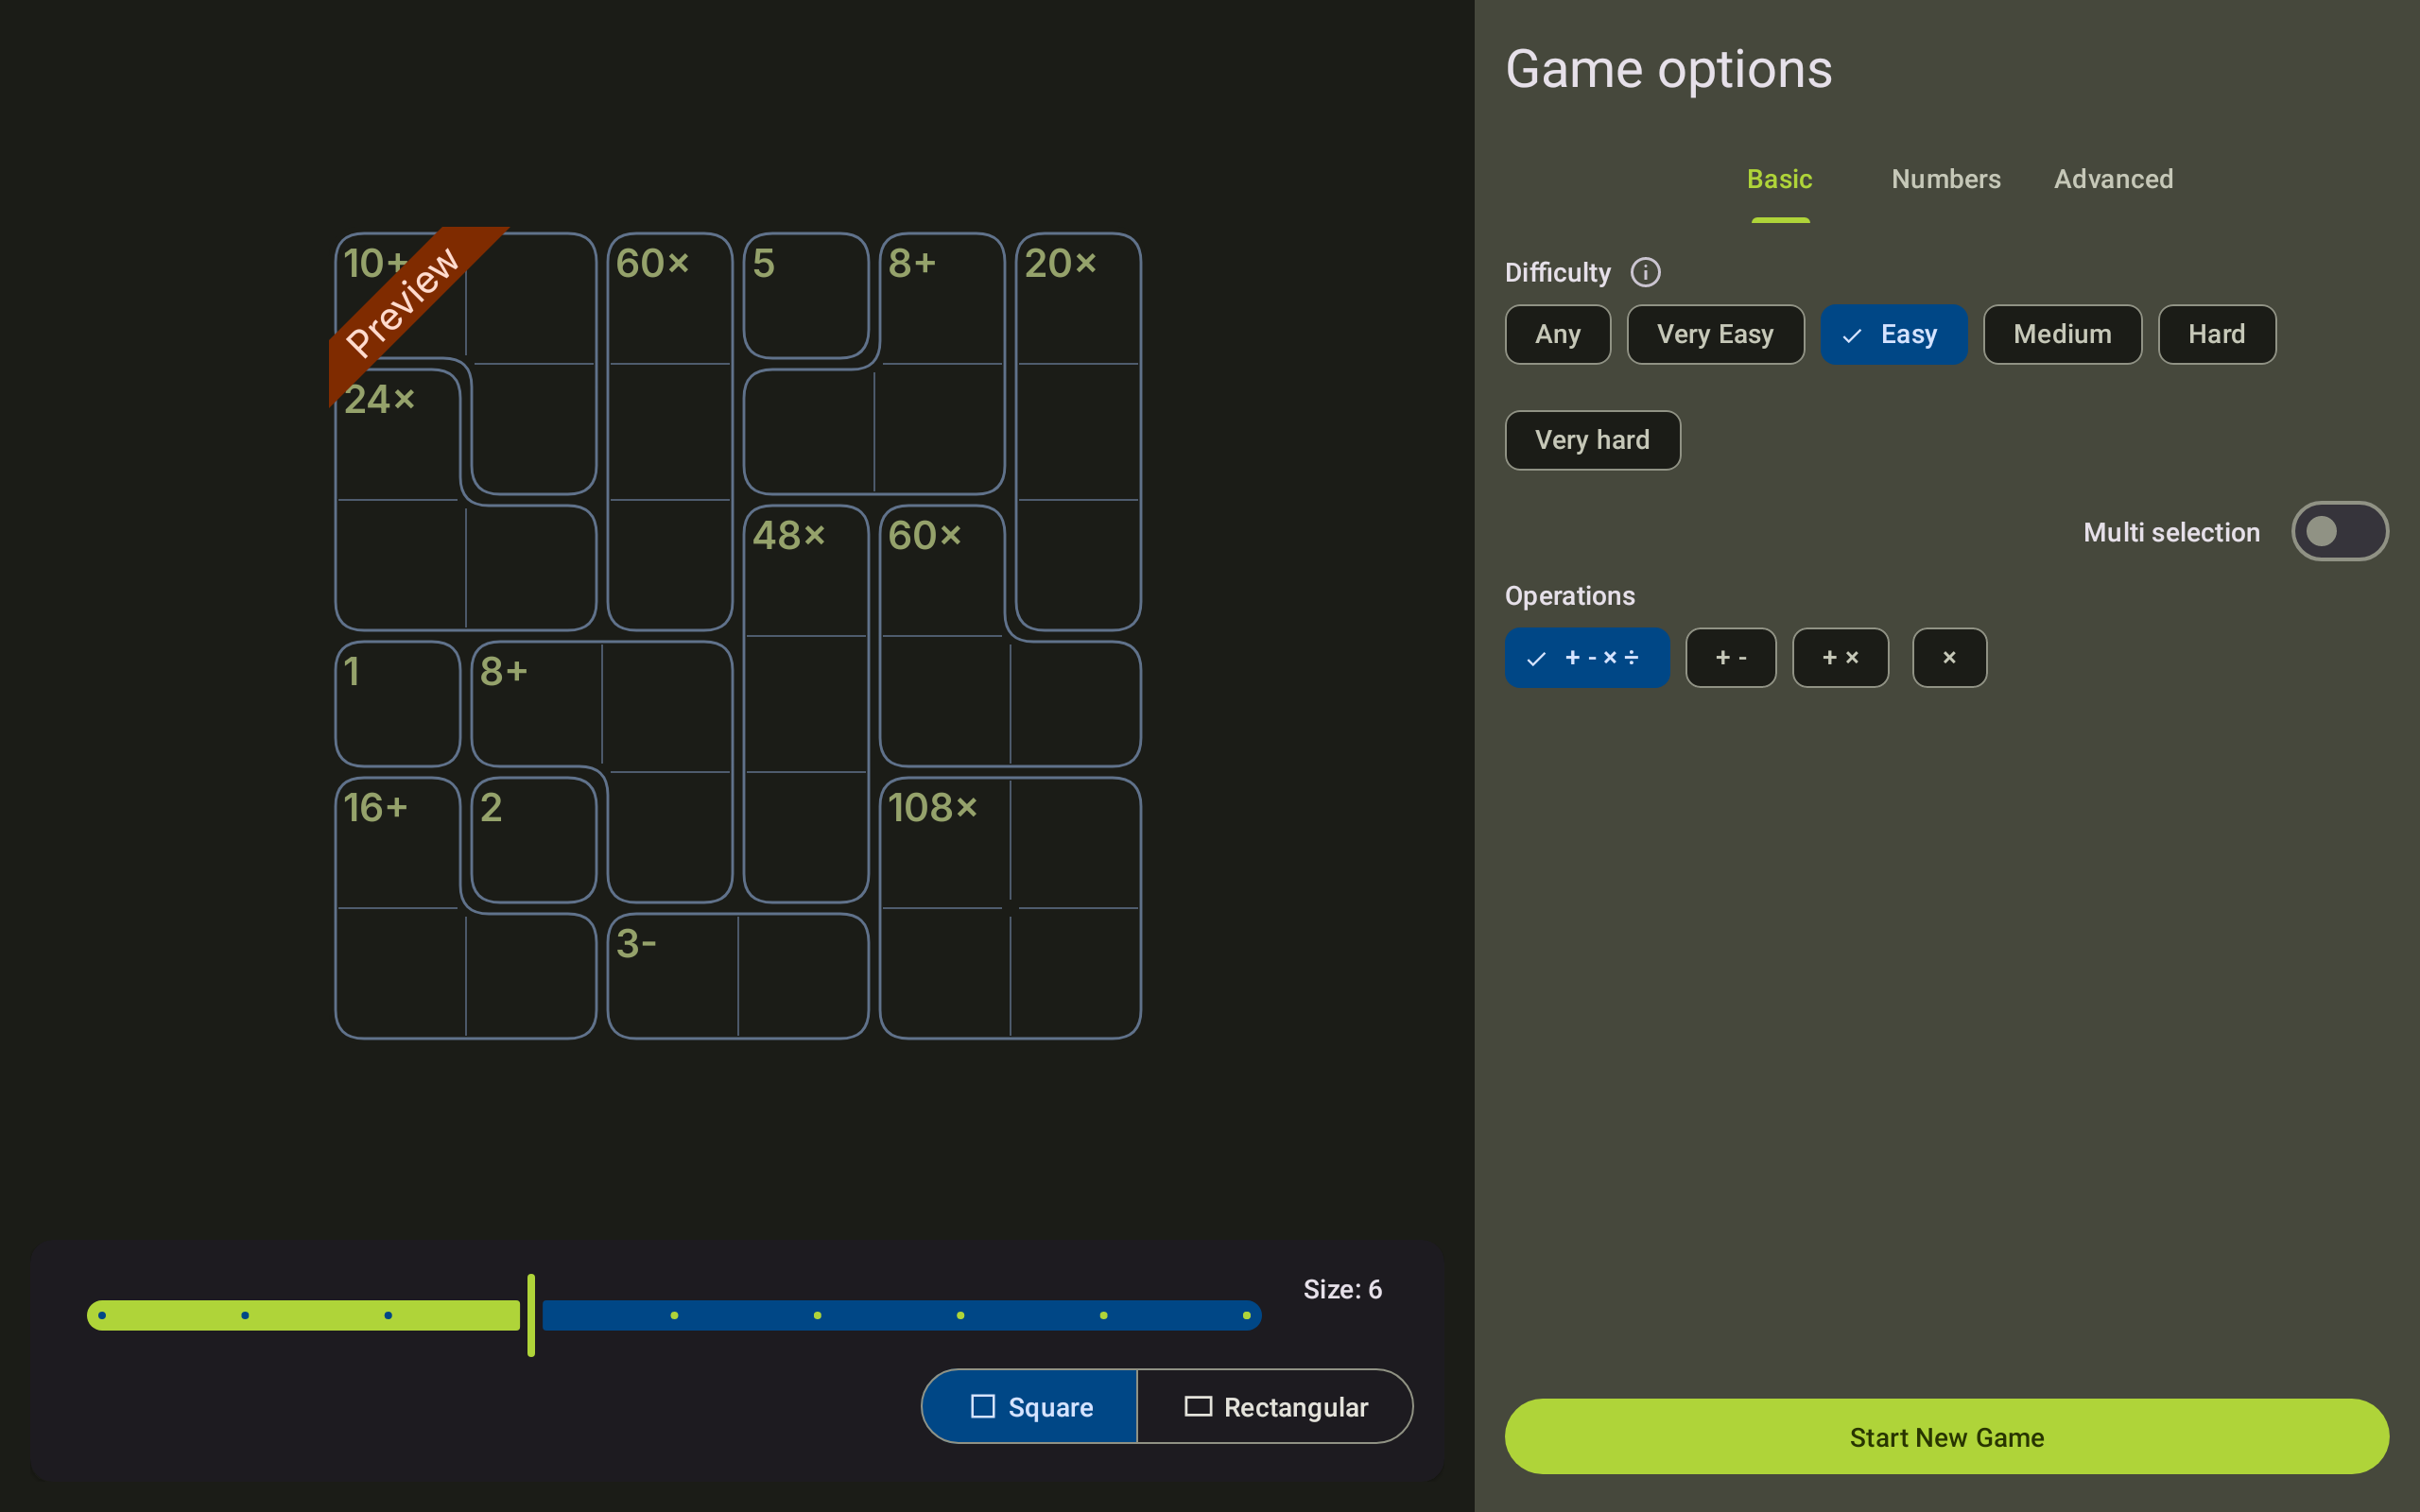 Game options
Basic Numbers Advanced
Difficulty
Any Very Easy Easy Medium Hard
Very hard
Multi selection
Operations
+ - × ÷ + - + × ×
Start New Game
Preview
10+ 60× 5 8+ 20×
24×
48× 60×
1 8+
16+ 2 108×
3-
Size: 6
Square Rectangular